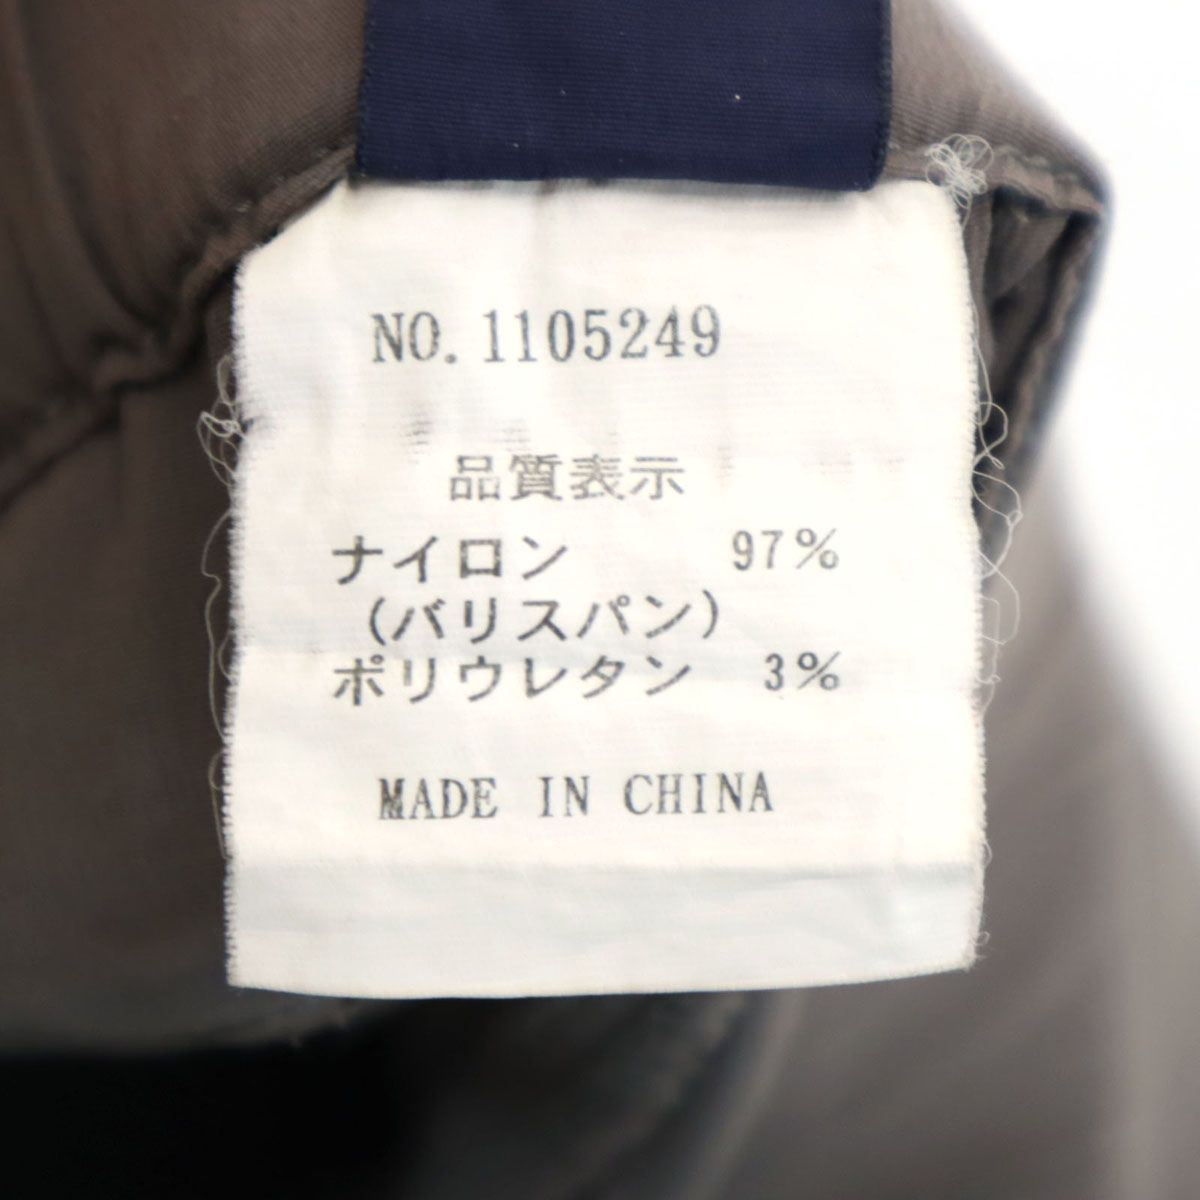 NO. 1105249
品質表示
ナイロン 97%
(バリスパン)
ポリウレタン 3%
MADE IN CHINA